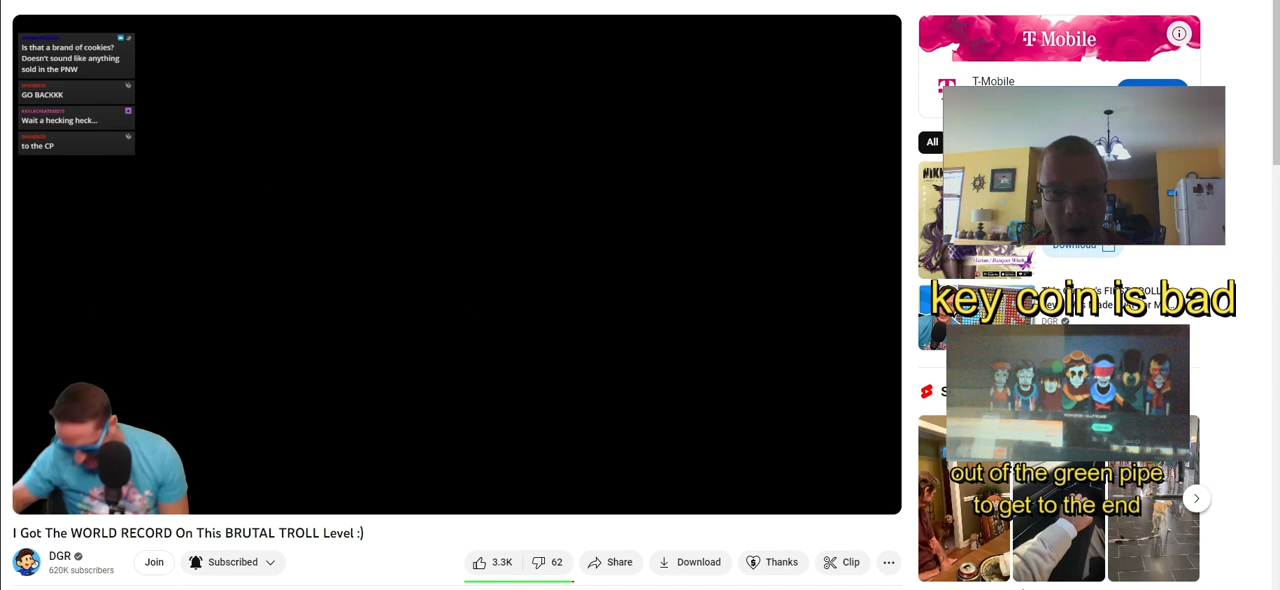 Is that a brand of cookies?
Doesn't sound like anything
sold in the PNW
GO BACKKK
Wait a hecking heck...
to the CP
I Got The WORLD RECORD On This BRUTAL TROLL Level :)
DGR
620K subscribers
Join
Subscribed
3.3K
62
Share
Download
Thanks
Clip
T Mobile
T-Mobile
All
Download
key coin is bad
DGR
out of the green pipe
to get to the end